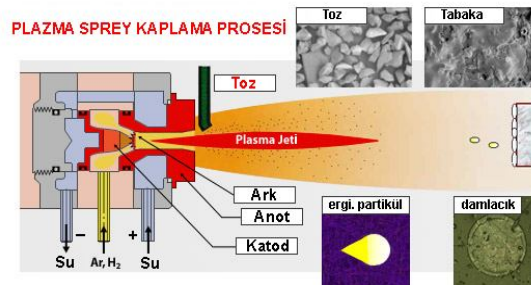 PLAZMA SPREY KAPLAMA PROSESİ
Toz
Tabaka
Toz
Plasma Jeti
Ark
Anot
Katod
ergi. partikül
damlacık
- +
Su Ar, H₂ Su